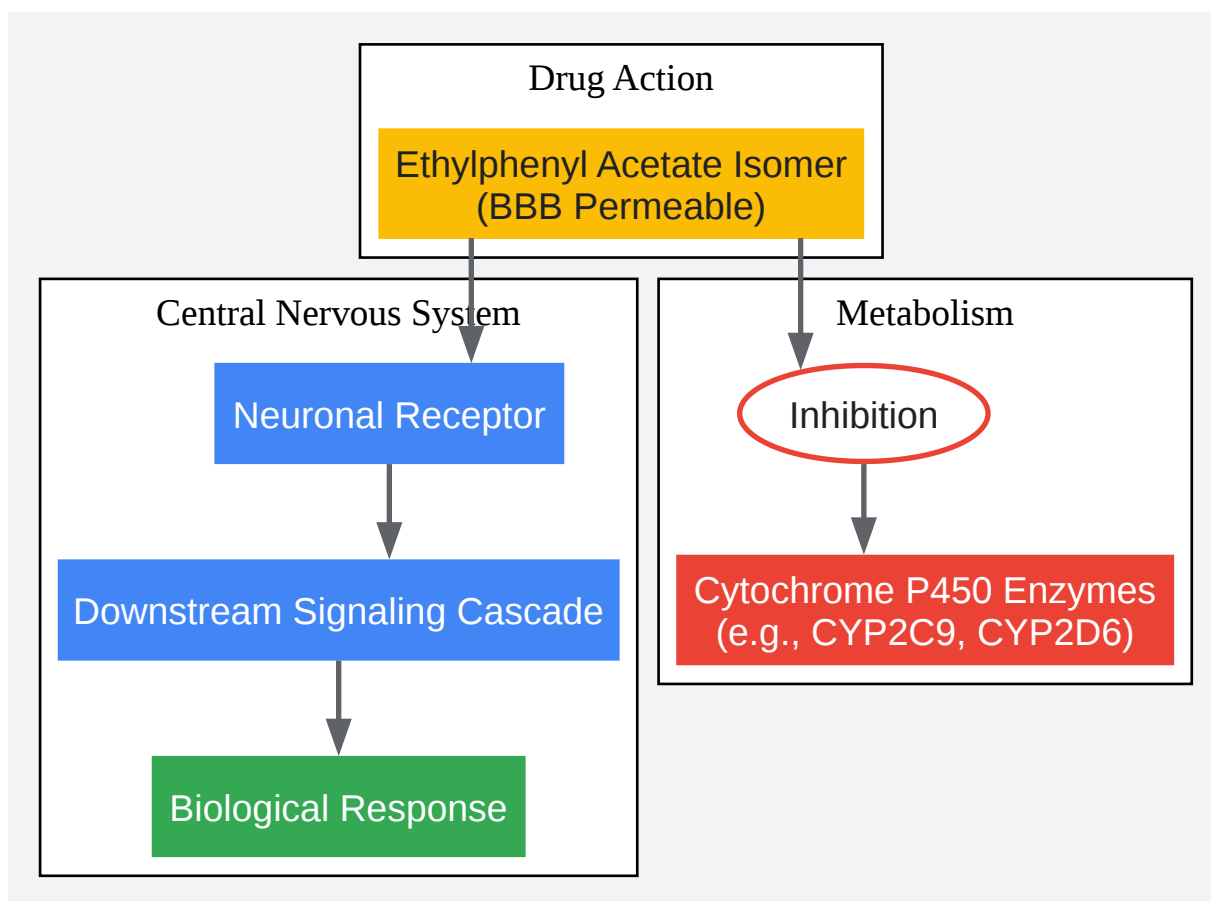 Drug Action
Ethylphenyl Acetate Isomer
(BBB Permeable)
Central Nervous System
Neuronal Receptor
Downstream Signaling Cascade
Biological Response
Metabolism
Inhibition
Cytochrome P450 Enzymes
(e.g., CYP2C9, CYP2D6)